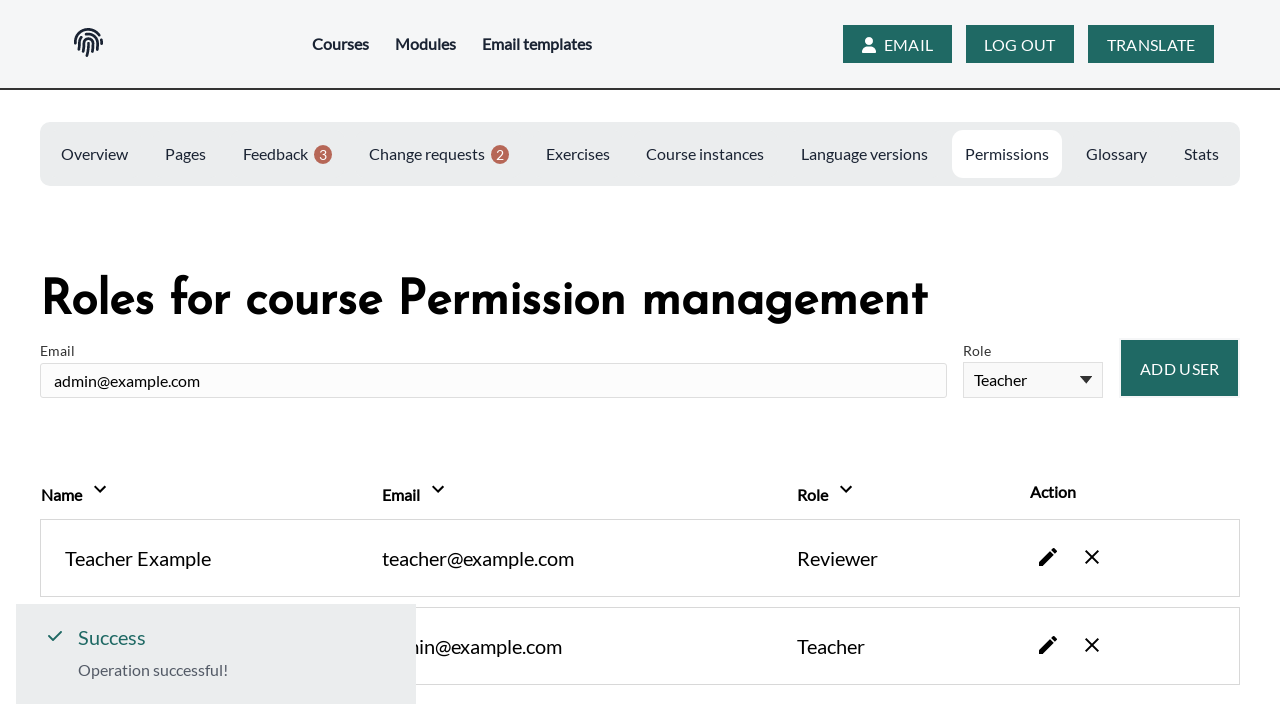 Courses Modules Email templates EMAIL LOG OUT TRANSLATE
Overview Pages Feedback 3 Change requests 2 Exercises Course instances Language versions Permissions Glossary Stats
Roles for course Permission management
Email Role
admin@example.com Teacher ADD USER
Name Email Role Action
Teacher Example teacher@example.com Reviewer
in@example.com Teacher
Success
Operation successful!